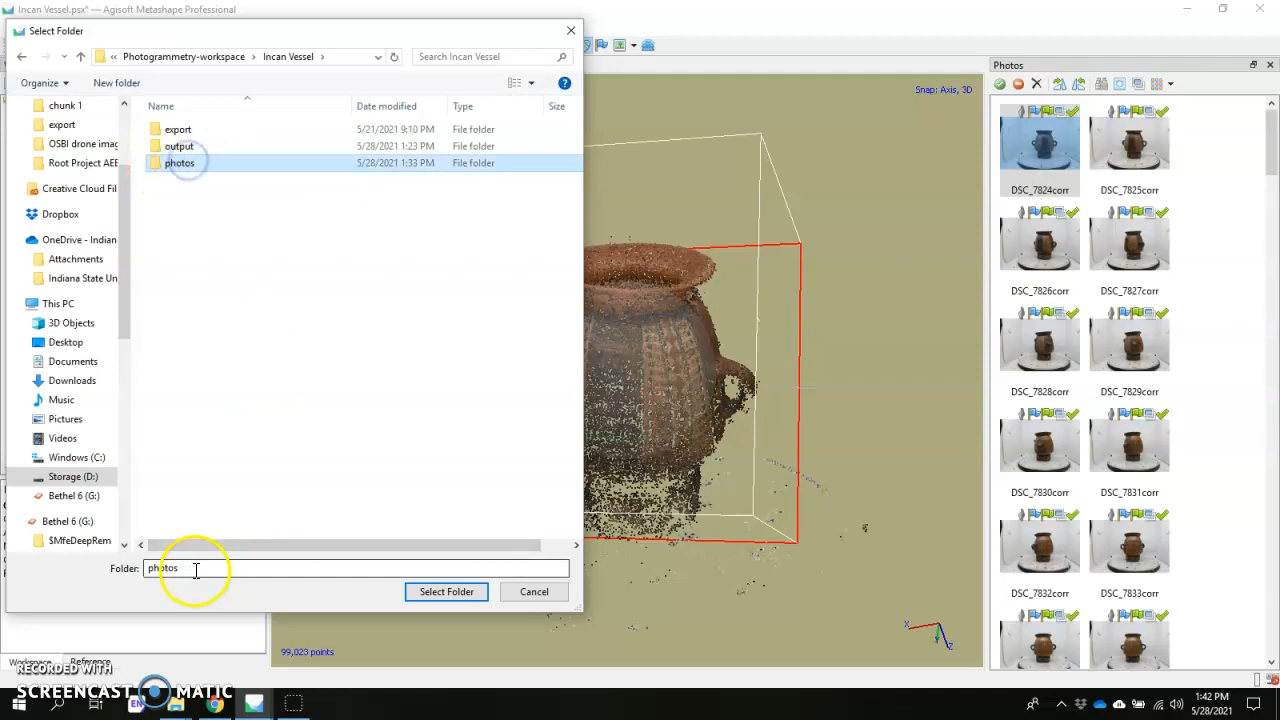 Incan Vessel.psx* — Agisoft Metashape Professional
Select Folder
« Photogrammetry-workspace > Incan Vessel >
Search Incan Vessel
Organize
New folder
Name
Date modified
Type
Size
chunk 1
export
OSBI drone imag
Root Project AEE
Creative Cloud Fil
Dropbox
OneDrive - Indian
Attachments
Indiana State Un
This PC
3D Objects
Desktop
Documents
Downloads
Music
Pictures
Videos
Windows (C:)
Storage (D:)
Bethel 6 (G:)
Bethel 6 (G:)
$MfeDeepRem
export 5/21/2021 9:10 PM File folder
output 5/28/2021 1:23 PM File folder
photos 5/28/2021 1:33 PM File folder
Folder: photos
Select Folder
Cancel
Snap: Axis, 3D
99,023 points
X
Z
Photos
DSC_7824corr DSC_7825corr
DSC_7826corr DSC_7827corr
DSC_7828corr DSC_7829corr
DSC_7830corr DSC_7831corr
DSC_7832corr DSC_7833corr
RECORDED WITH
SCREENCAST MATIC
EN
1:42 PM
5/28/2021